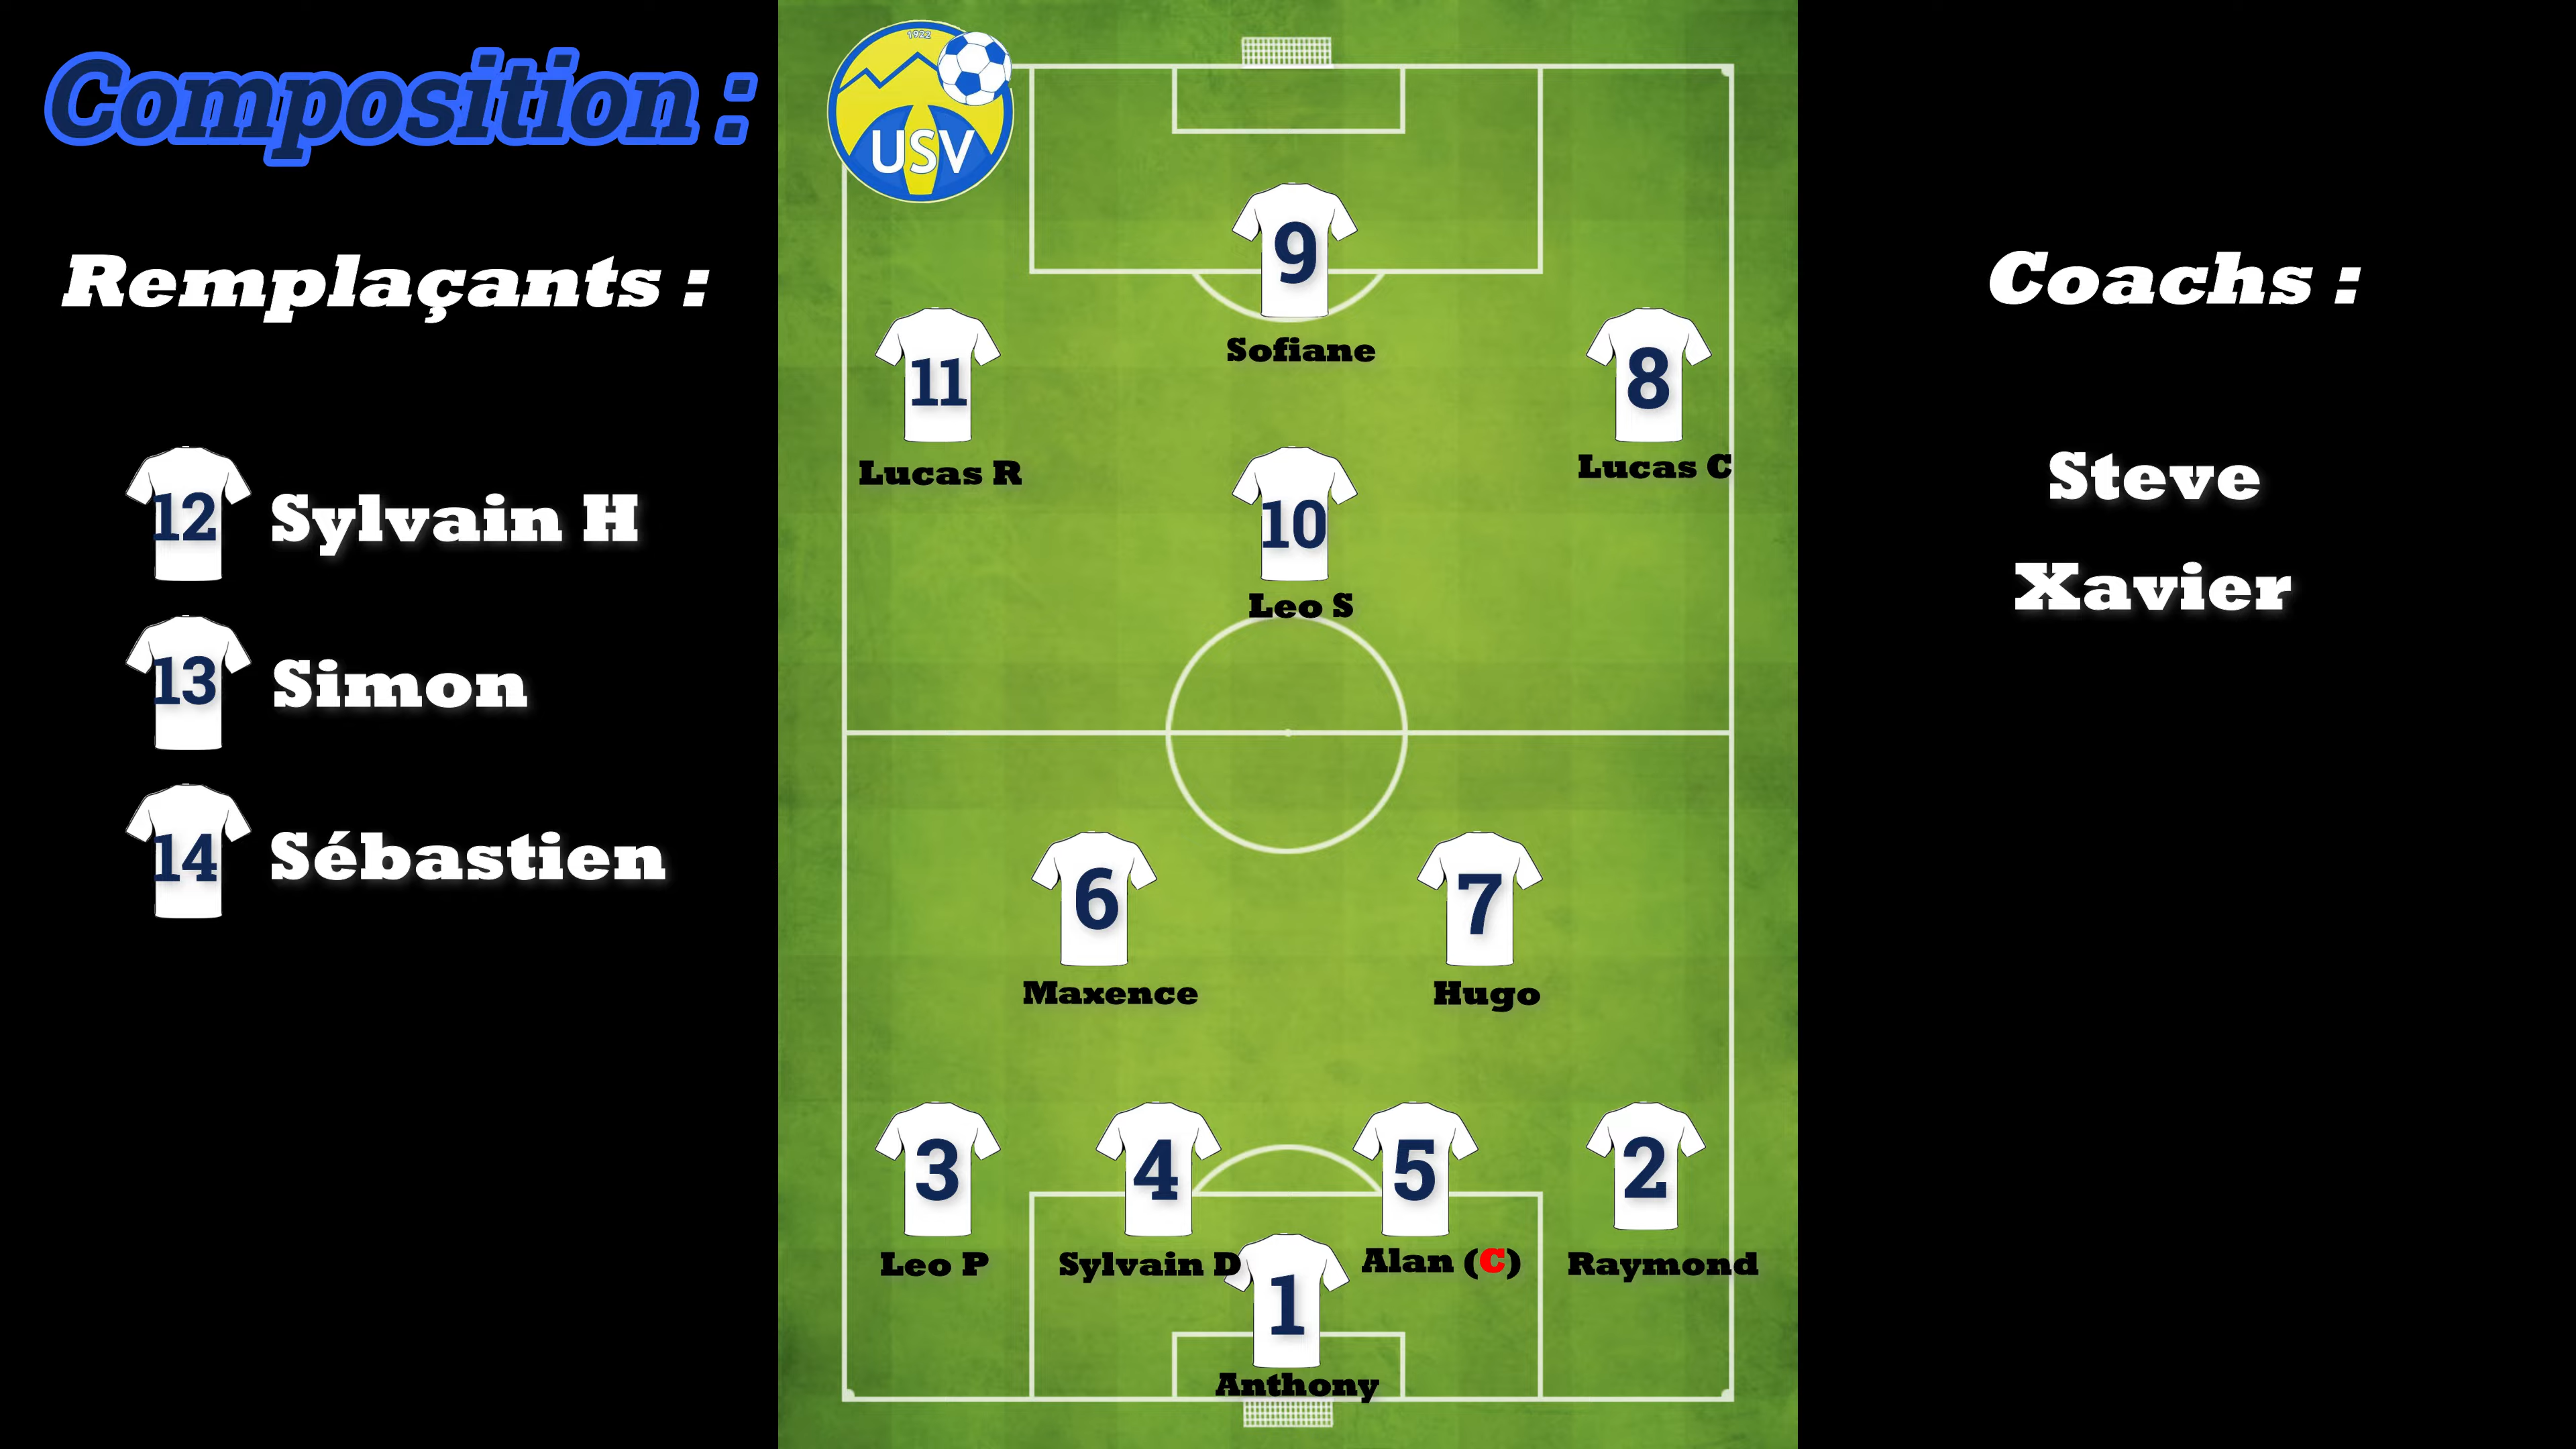 Composition :
Remplaçants :
12 Sylvain H
13 Simon
14 Sébastien
1922
USV
9
Sofiane
11
Lucas R
8
Lucas C
10
Leo S
6
Maxence
7
Hugo
3
Leo P
4
Sylvain D
5
Alan (C)
2
Raymond
1
Anthony
Coachs :
Steve
Xavier